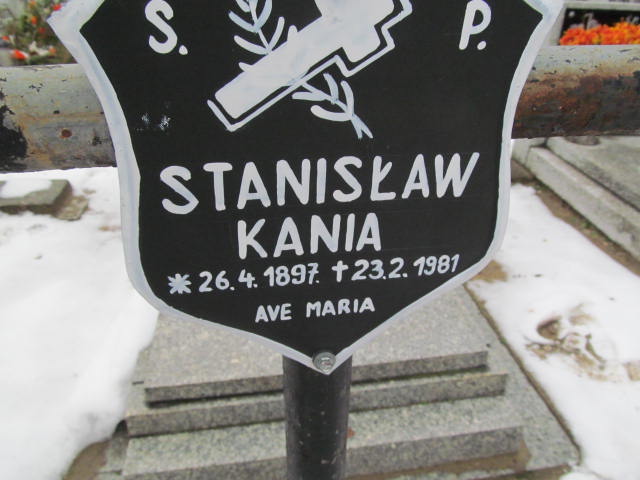 S. P.
STANISŁAW
KANIA
* 26.4.1897. † 23.2.1981
AVE MARIA